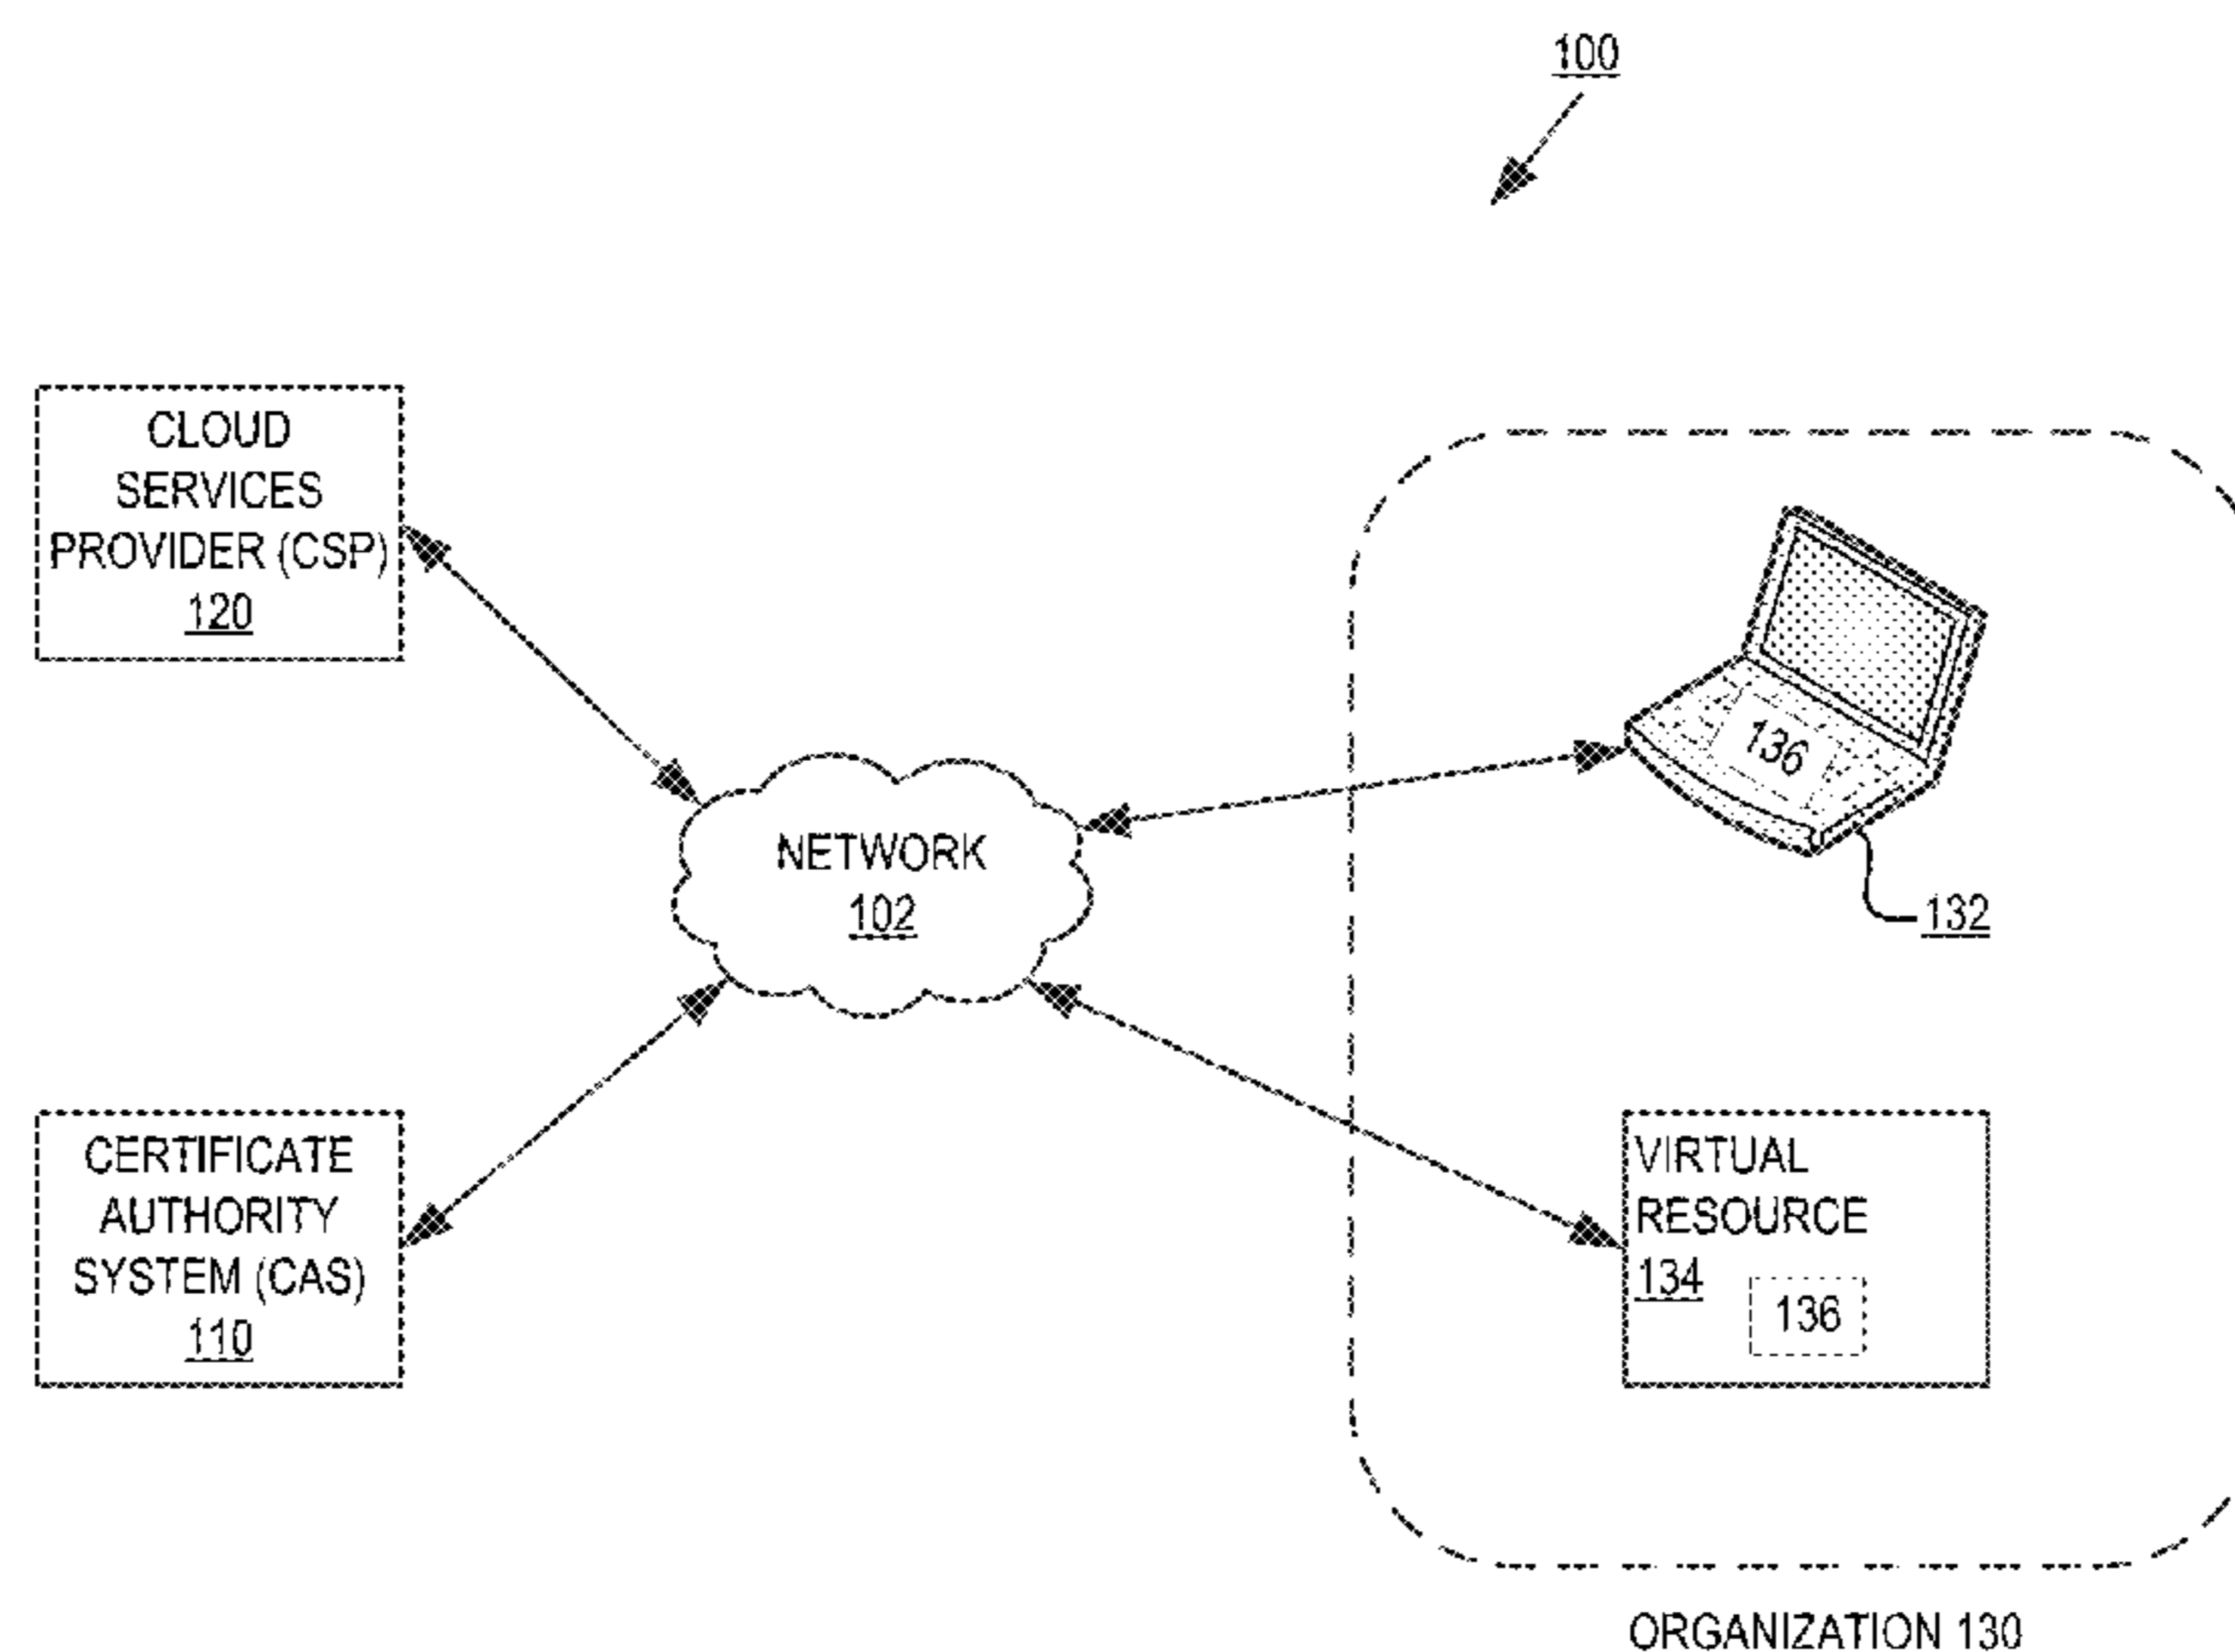 100
CLOUD
SERVICES
PROVIDER (CSP)
120
136
NETWORK
102
132
CERTIFICATE
AUTHORITY
SYSTEM (CAS)
110
VIRTUAL
RESOURCE
134
136
ORGANIZATION 130